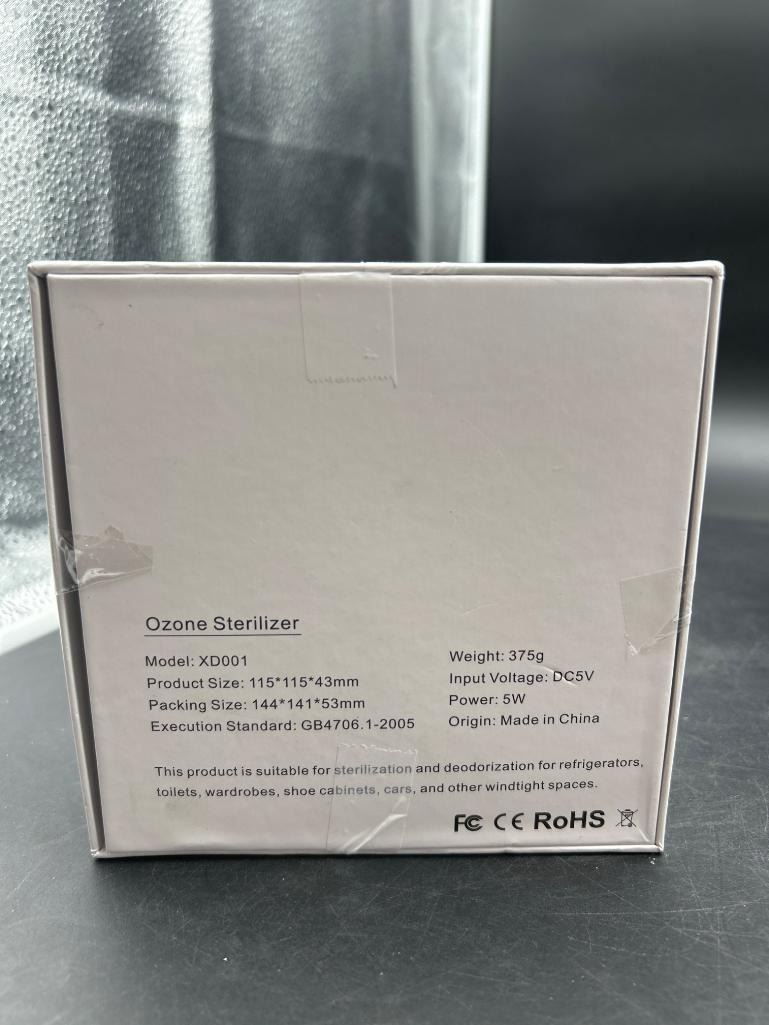 Ozone Sterilizer
Model: XD001
Product Size: 115*115*43mm
Packing Size: 144*141*53mm
Execution Standard: GB4706.1-2005
Weight: 375g
Input Voltage: DC5V
Power: 5W
Origin: Made in China
This product is suitable for sterilization and deodorization for refrigerators,
toilets, wardrobes, shoe cabinets, cars, and other windtight spaces.
FC CE RoHS